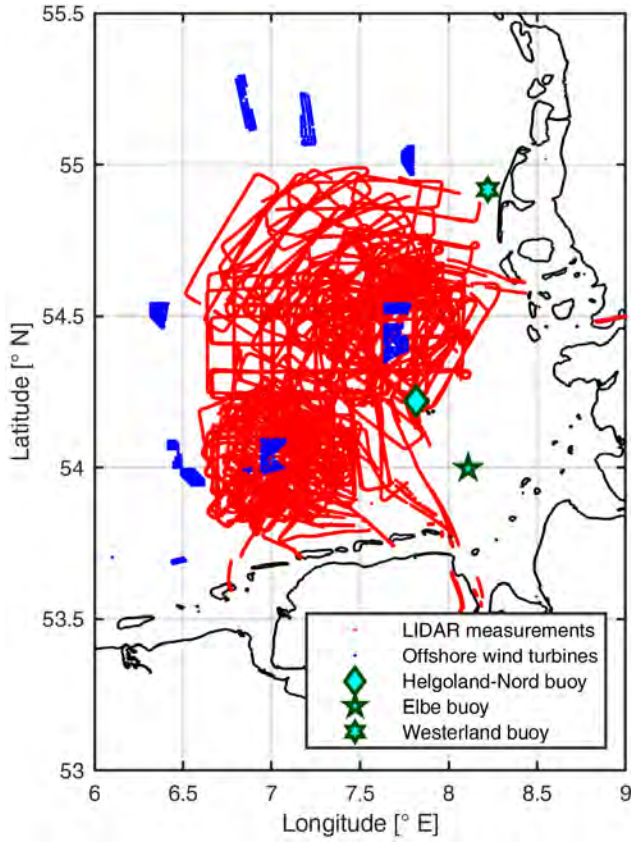 55.5
55
54.5
54
53.5
53
Latitude [° N]
6
6.5
7
7.5
8
8.5
9
Longitude [° E]
LIDAR measurements
Offshore wind turbines
Helgoland-Nord buoy
Elbe buoy
Westerland buoy